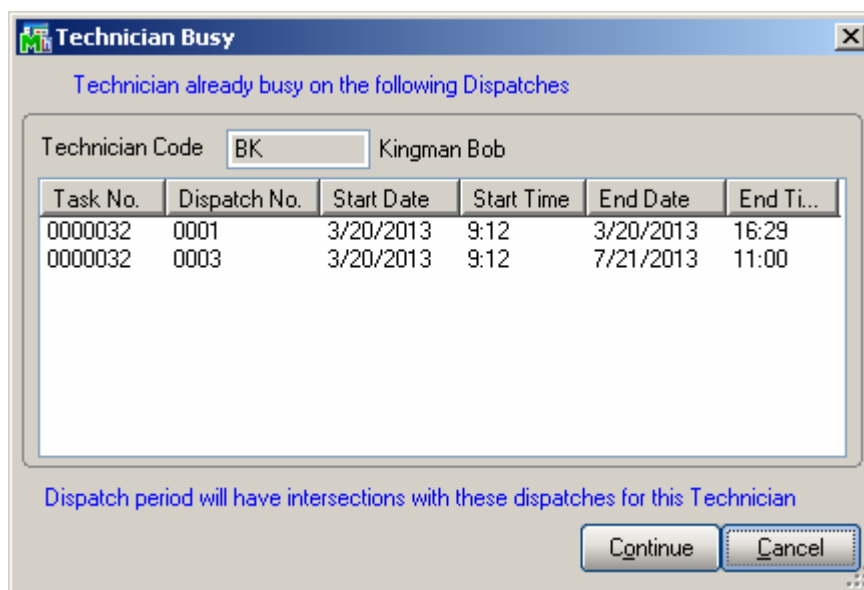 Technician Busy
Technician already busy on the following Dispatches
Technician Code BK Kingman Bob
Task No. Dispatch No. Start Date Start Time End Date End Ti...
0000032 0001 3/20/2013 9:12 3/20/2013 16:29
0000032 0003 3/20/2013 9:12 7/21/2013 11:00
Dispatch period will have intersections with these dispatches for this Technician
Continue Cancel